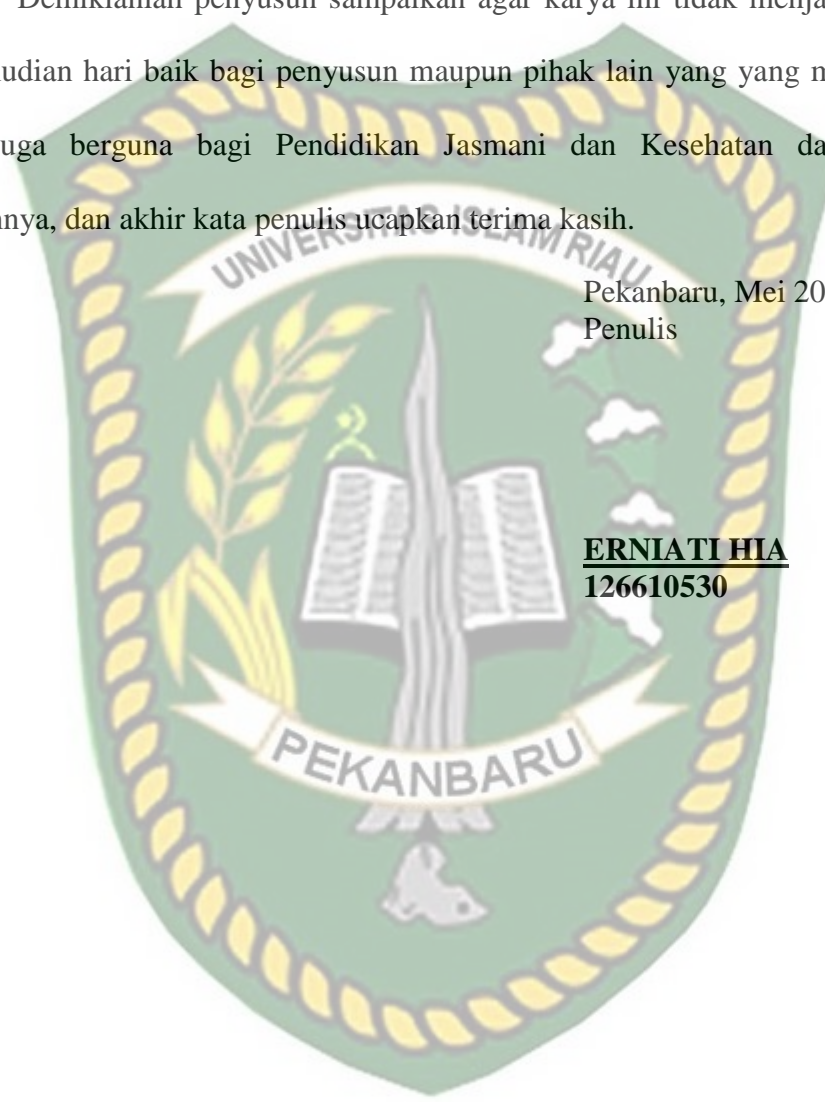 Demikianlah penyusun sampaikan agar karya ini tidak
udian hari baik bagi penyusun maupun pihak lain yang yang
uga berguna bagi Pendidikan Jasmani dan Kesehatan
nya, dan akhir kata penulis ucapkan terima kasih.
UNIVERSITAS ISLAM RIAU
Pekanbaru, Mei 20
Penulis
ERNIATI HIA
126610530
PEKANBARU